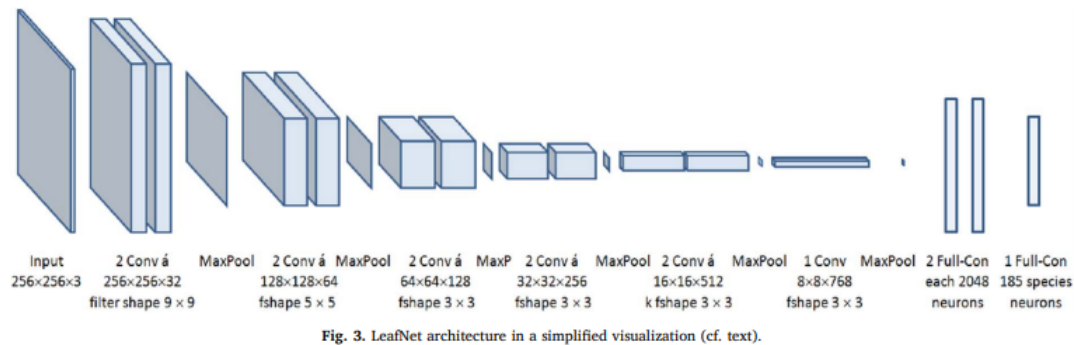 Input 2 Conv á MaxPool 2 Conv á MaxPool 2 Conv á MaxP 2 Conv á MaxPool 2 Conv á MaxPool 1 Conv MaxPool 2 Full-Con 1 Full-Con
256×256×3 256×256×32 128×128×64 64×64×128 32×32×256 16×16×512 8×8×768 each 2048 185 species
filter shape 9 × 9 fshape 5 × 5 fshape 3 × 3 fshape 3 × 3 k fshape 3 × 3 fshape 3 × 3 neurons neurons
Fig. 3. LeafNet architecture in a simplified visualization (cf. text).